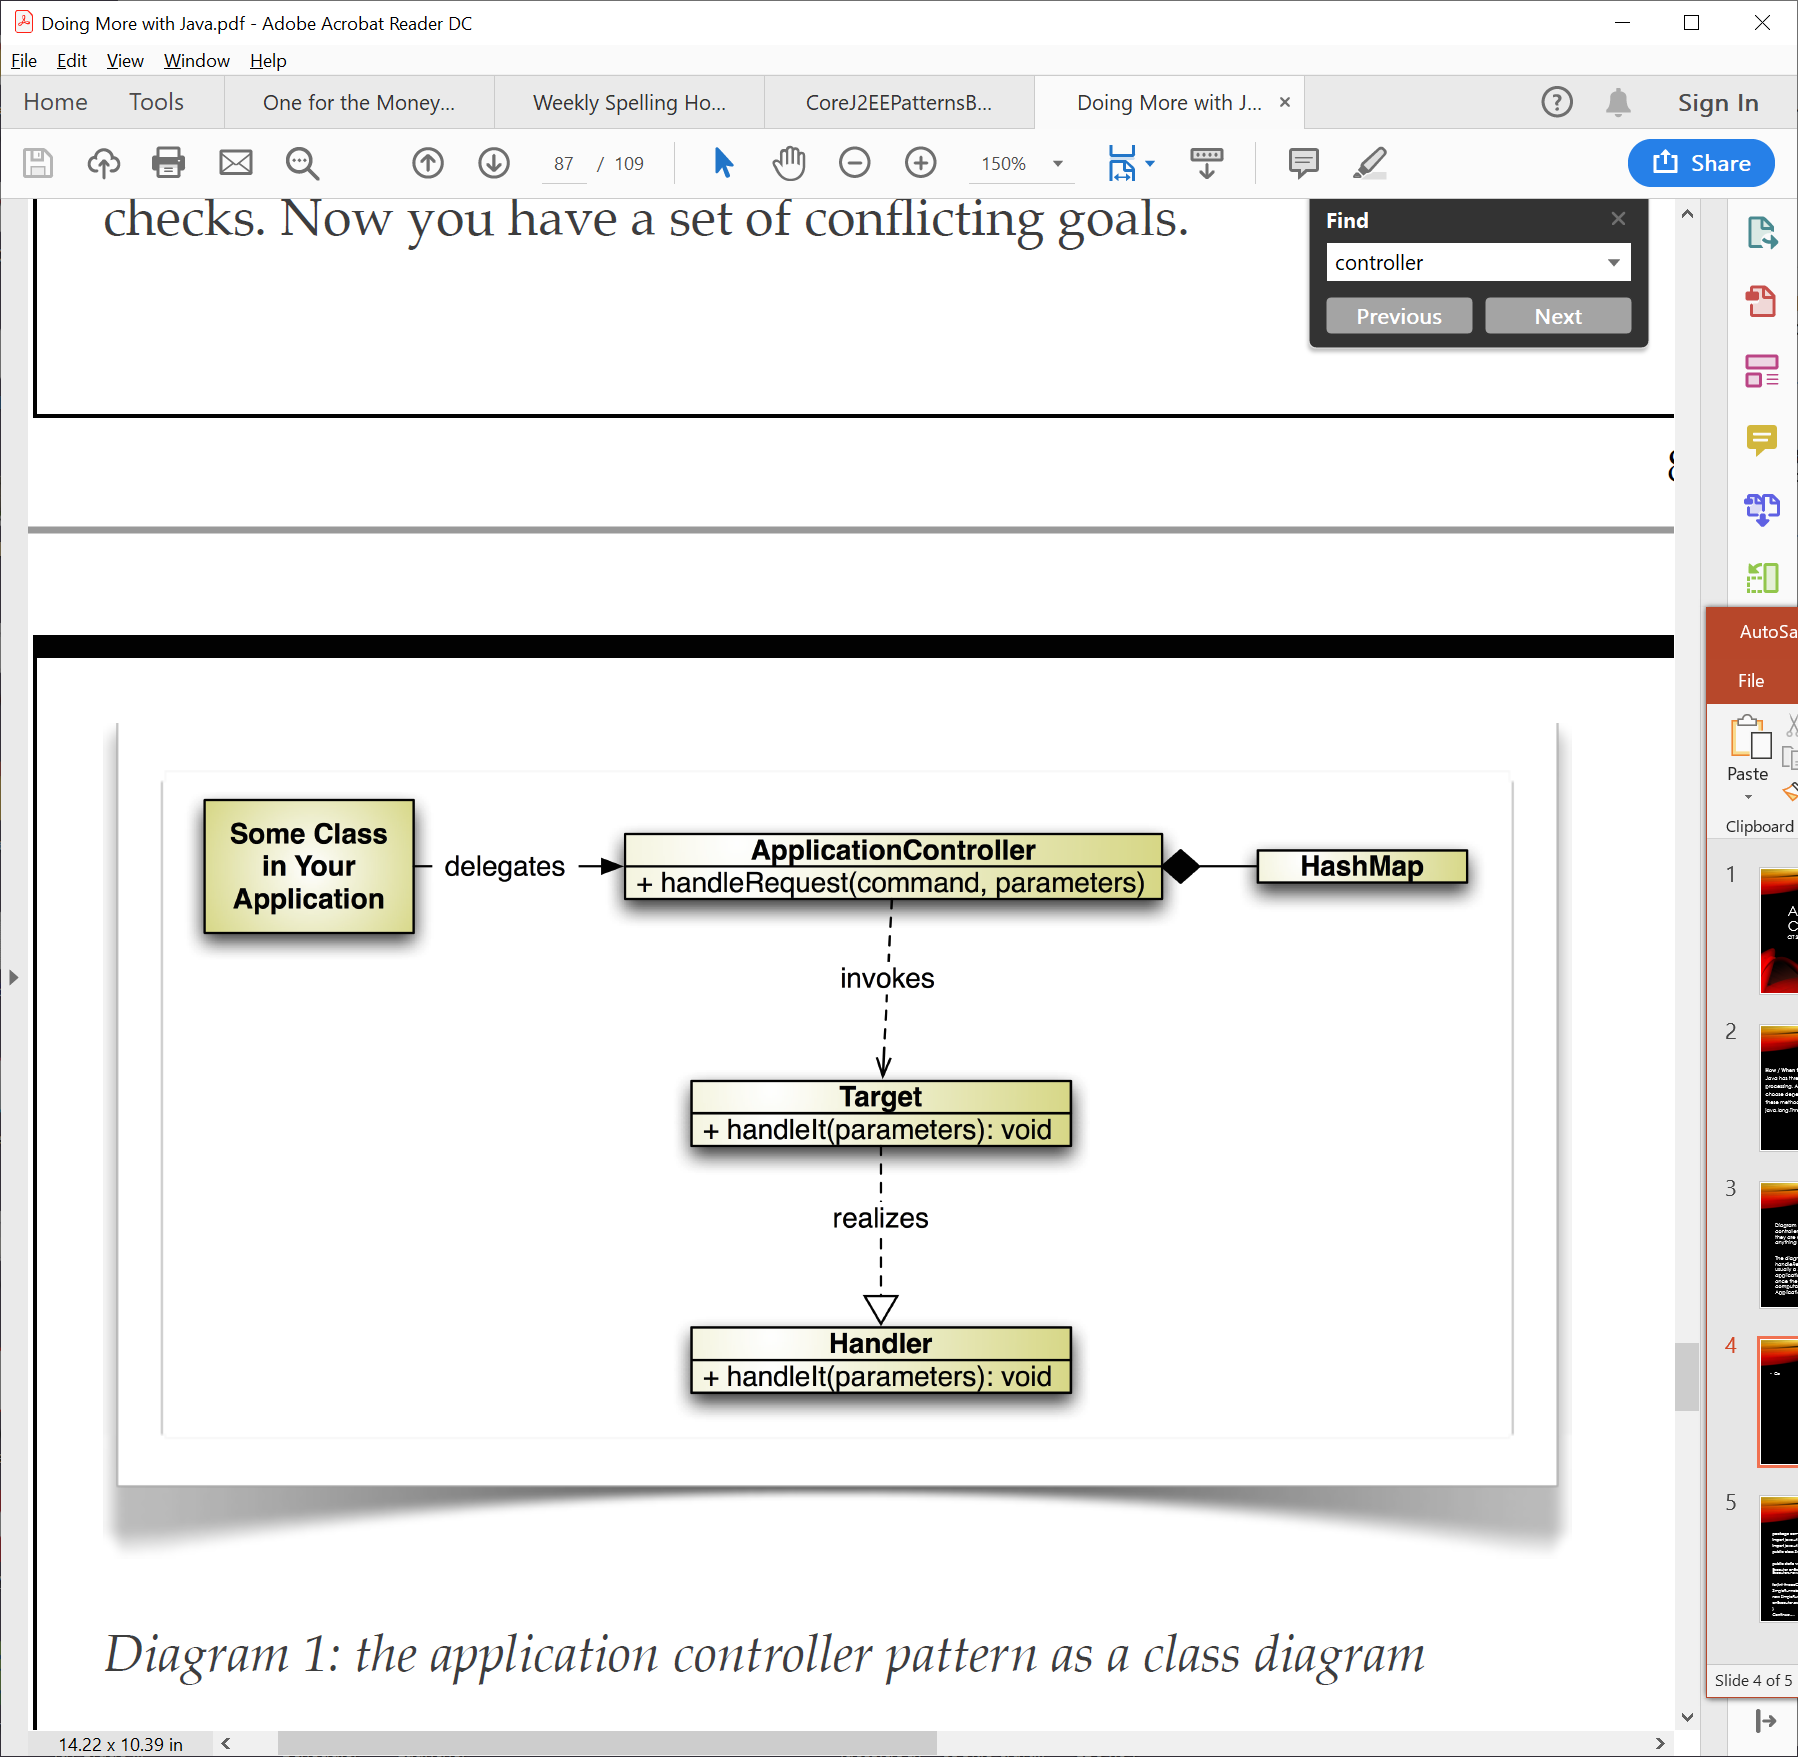 Doing More with Java.pdf - Adobe Acrobat Reader DC
File Edit View Window Help
Home Tools One for the Money... Weekly Spelling Ho... CoreJ2EEPatternsB... Doing More with J... × ? Sign In
87 / 109 150% Share
checks. Now you have a set of conflicting goals.
Find
controller
Previous Next
AutoSa
File
Paste
Clipboard
Some Class
in Your
Application
delegates
ApplicationController
+ handleRequest(command, parameters)
HashMap
invokes
Target
+ handleIt(parameters): void
realizes
Handler
+ handleIt(parameters): void
Diagram 1: the application controller pattern as a class diagram
1
2
3
4
5
Slide 4 of 5
14.22 x 10.39 in